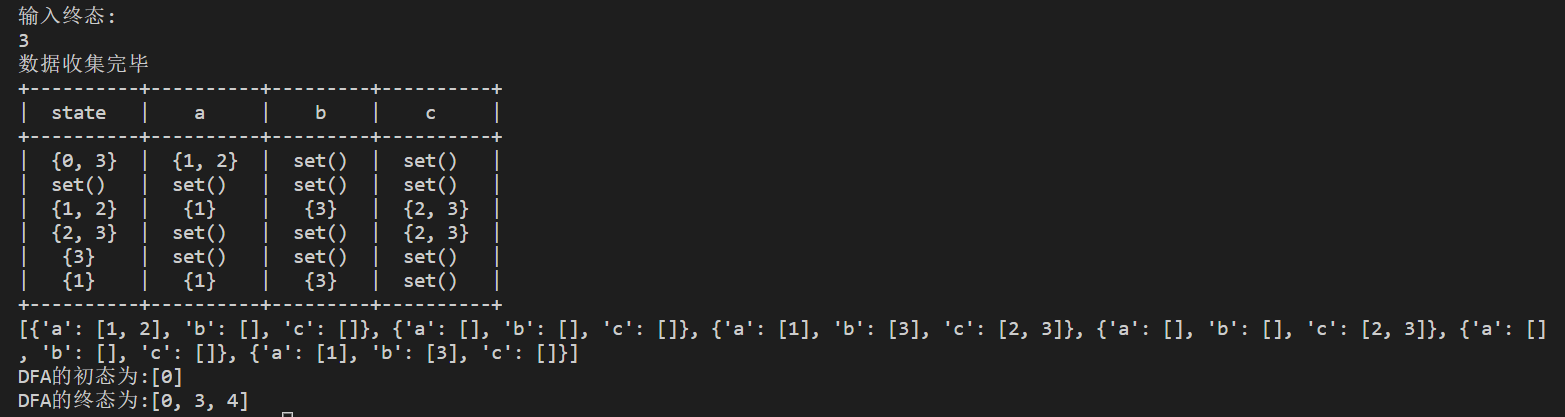 输入终态:
3
数据收集完毕
+----------+----------+---------+----------+
|  state   |    a     |    b    |    c     |
+----------+----------+---------+----------+
|  {0, 3}  |  {1, 2}  |  set()  |  set()   |
|  set()   |  set()   |  set()  |  set()   |
|  {1, 2}  |   {1}    |   {3}   |  {2, 3}  |
|  {2, 3}  |  set()   |  set()  |  {2, 3}  |
|   {3}    |  set()   |  set()  |  set()   |
|   {1}    |   {1}    |   {3}   |  set()   |
+----------+----------+---------+----------+
[{'a': [1, 2], 'b': [], 'c': []}, {'a': [], 'b': [], 'c': []}, {'a': [1], 'b': [3], 'c': [2, 3]}, {'a': [], 'b': [], 'c': [2, 3]}, {'a': []
, 'b': [], 'c': []}, {'a': [1], 'b': [3], 'c': []}]
DFA的初态为:[0]
DFA的终态为:[0, 3, 4]